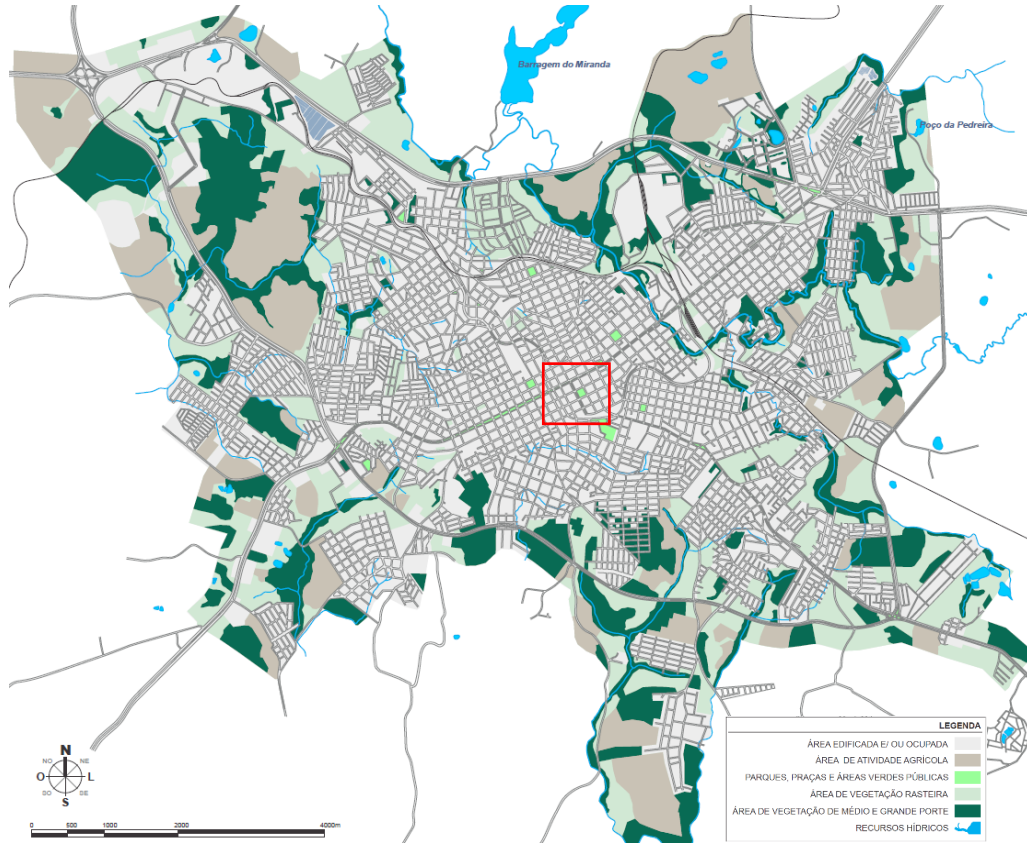 Barragem do Miranda
Poço da Pedreira
LEGENDA
ÁREA EDIFICADA E/ OU OCUPADA
ÁREA DE ATIVIDADE AGRÍCOLA
PARQUES, PRAÇAS E ÁREAS VERDES PÚBLICAS
ÁREA DE VEGETAÇÃO RASTEIRA
ÁREA DE VEGETAÇÃO DE MÉDIO E GRANDE PORTE
RECURSOS HÍDRICOS
N
NO NE
O L
SO SE
S
0 500 1000 2000 4000m